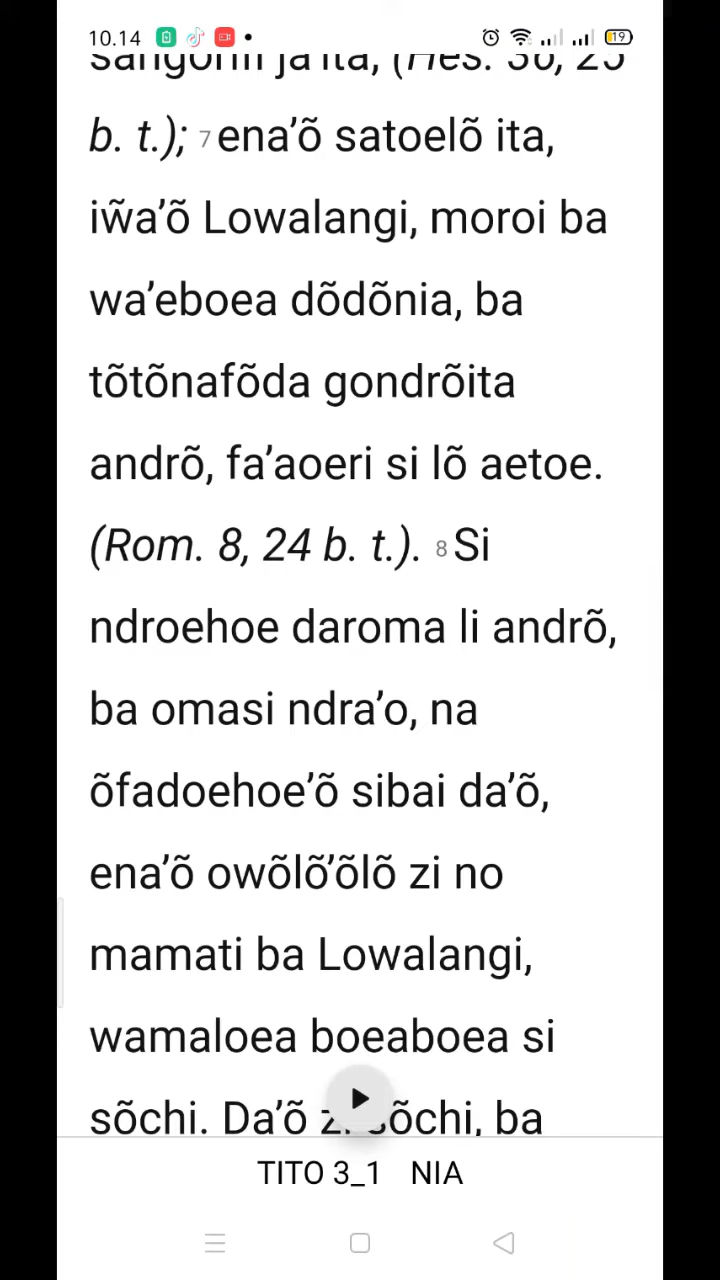 10.14
19
b. t.); 7 ena’õ satoelõ ita,
iw̃a’õ Lowalangi, moroi ba
wa’eboea dõdõnia, ba
tõtõnafõda gondrõita
andrõ, fa’aoeri si lõ aetoe.
(Rom. 8, 24 b. t.). 8 Si
ndroehoe daroma li andrõ,
ba omasi ndra’o, na
õfadoehoe’õ sibai da’õ,
ena’õ owõlõ’õlõ zi no
mamati ba Lowalangi,
wamaloea boeaboea si
sõchi. Da’õ ba
TITO 3_1 NIA